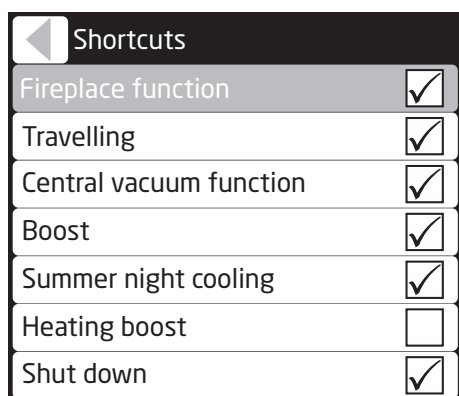 Shortcuts
Fireplace function
Travelling
Central vacuum function
Boost
Summer night cooling
Heating boost
Shut down